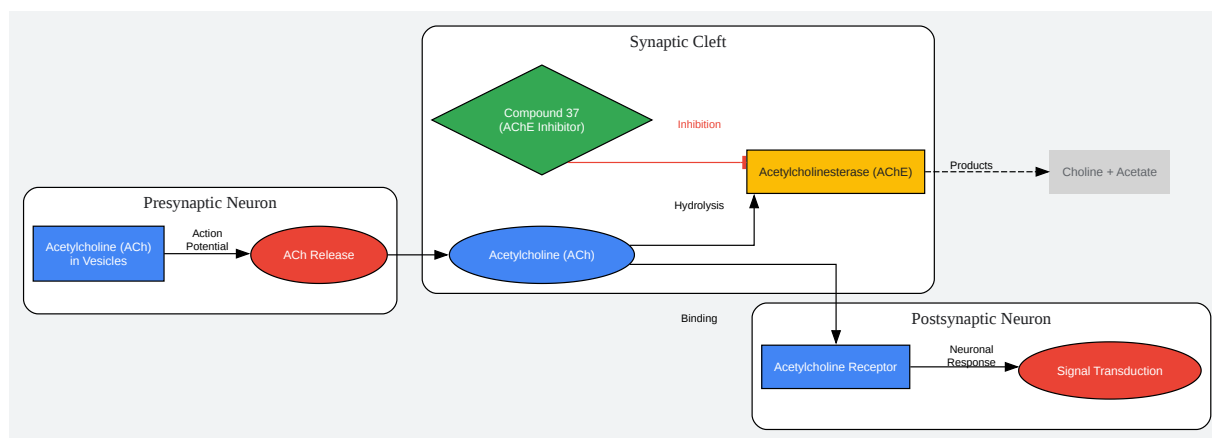 Synaptic Cleft
Compound 37
(AChE Inhibitor)
Inhibition
Acetylcholinesterase (AChE)
Products
Choline + Acetate
Presynaptic Neuron
Acetylcholine (ACh)
in Vesicles
Action
Potential
ACh Release
Hydrolysis
Acetylcholine (ACh)
Binding
Postsynaptic Neuron
Acetylcholine Receptor
Neuronal
Response
Signal Transduction